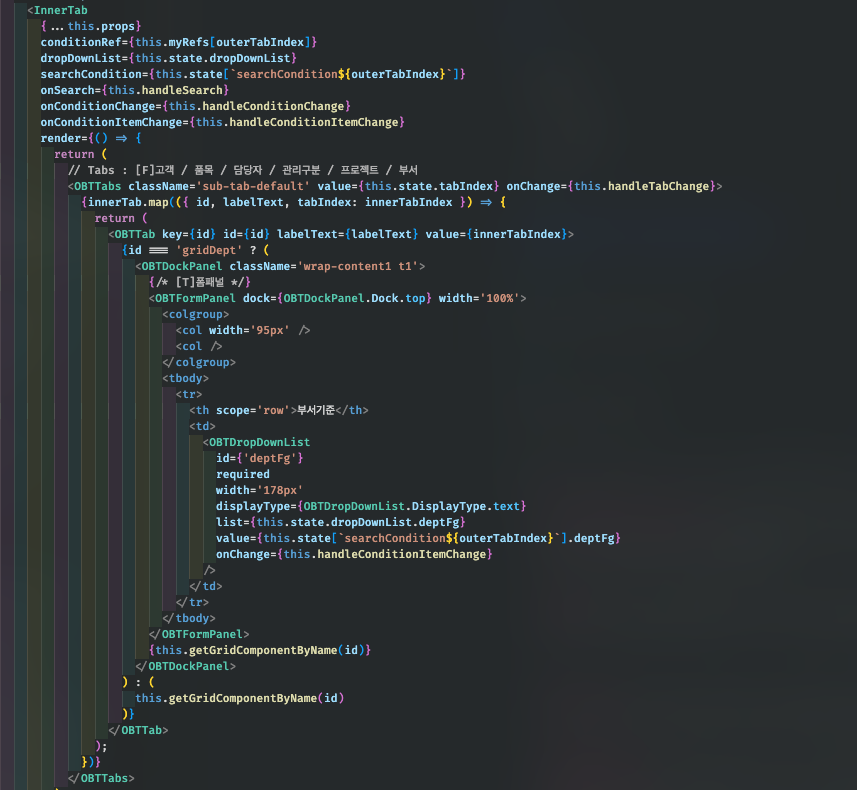 <InnerTab
{...this.props}
conditionRef={this.myRefs[outerTabIndex]}
dropDownList={this.state.dropDownList}
searchCondition={this.state[`searchCondition${outerTabIndex}`]}
onSearch={this.handleSearch}
onConditionChange={this.handleConditionChange}
onConditionItemChange={this.handleConditionItemChange}
render={() => {
return (
// Tabs : [F]고객 / 품목 / 담당자 / 관리구분 / 프로젝트 / 부서
<OBTTabs className='sub-tab-default' value={this.state.tabIndex} onChange={this.handleTabChange}>
{innerTab.map(({ id, labelText, tabIndex: innerTabIndex }) => {
return (
<OBTTab key={id} id={id} labelText={labelText} value={innerTabIndex}>
{id === 'gridDept' ? (
<OBTDockPanel className='wrap-content1 t1'>
{/* [T]폼패널 */}
<OBTFormPanel dock={OBTDockPanel.Dock.top} width='100%'>
<colgroup>
<col width='95px' />
<col />
</colgroup>
<tbody>
<tr>
<th scope='row'>부서기준</th>
<td>
<OBTDropDownList
id={'deptFg'}
required
width='178px'
displayType={OBTDropDownList.DisplayType.text}
list={this.state.dropDownList.deptFg}
value={this.state[`searchCondition${outerTabIndex}`].deptFg}
onChange={this.handleConditionItemChange}
/>
</td>
</tr>
</tbody>
</OBTFormPanel>
{this.getGridComponentByName(id)}
</OBTDockPanel>
) : (
this.getGridComponentByName(id)
)}
</OBTTab>
);
})}
</OBTTabs>